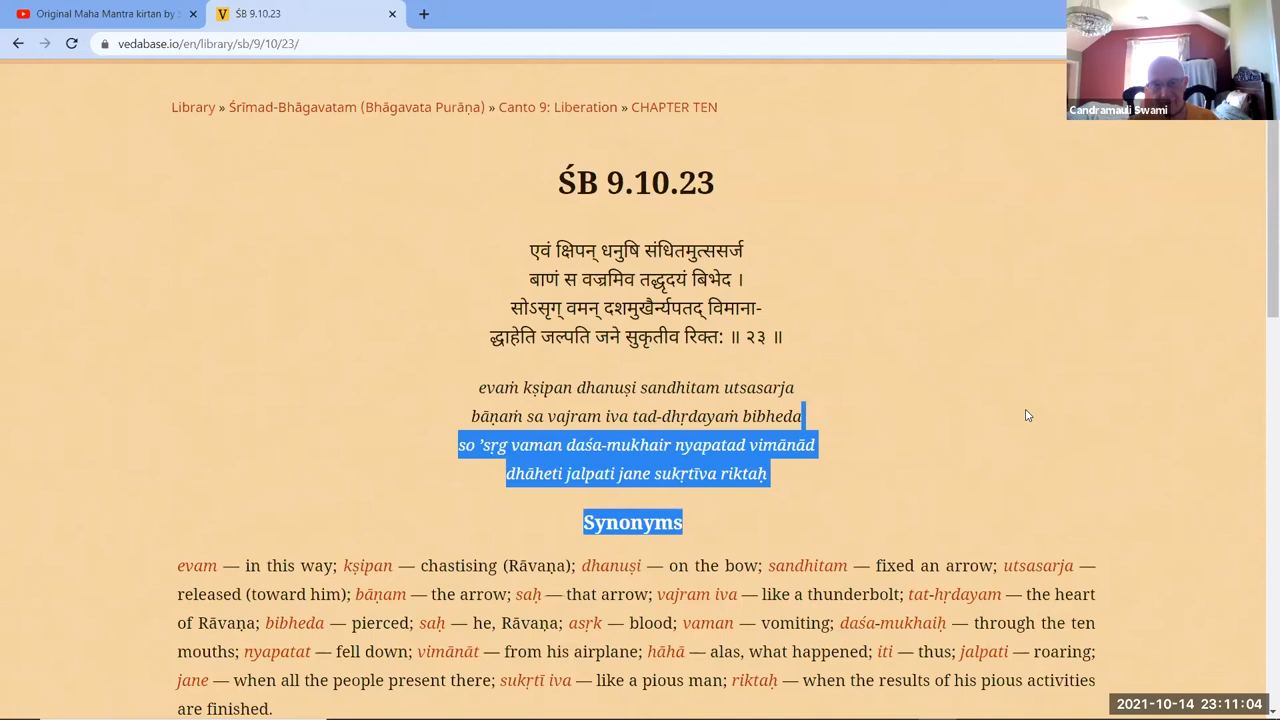 Original Maha Mantra kirtan by
ŚB 9.10.23
vedabase.io/en/library/sb/9/10/23/
Candramauli Swami
Library » Śrīmad-Bhāgavatam (Bhāgavata Purāṇa) » Canto 9: Liberation » CHAPTER TEN
ŚB 9.10.23
एवं क्षिपन् धनुषि संधितमुत्ससर्ज
बाणं स वज्रमिव तद्‍धृदयं बिभेद ।
सोऽसृग् वमन् दशमुखैर्न्यपतद् विमाना-
द्धाहेति जल्पति जने सुकृतीव रिक्त: ॥ २३ ॥
evaṁ kṣipan dhanuṣi sandhitam utsasarja
bāṇaṁ sa vajram iva tad-dhṛdayaṁ bibheda
so ’sṛg vaman daśa-mukhair nyapatad vimānād
dhāheti jalpati jane sukṛtīva riktaḥ
Synonyms
evam — in this way; kṣipan — chastising (Rāvaṇa); dhanuṣi — on the bow; sandhitam — fixed an arrow; utsasarja —
released (toward him); bāṇam — the arrow; saḥ — that arrow; vajram iva — like a thunderbolt; tat-hṛdayam — the heart
of Rāvaṇa; bibheda — pierced; saḥ — he, Rāvaṇa; asṛk — blood; vaman — vomiting; daśa-mukhaiḥ — through the ten
mouths; nyapatat — fell down; vimānāt — from his airplane; hāhā — alas, what happened; iti — thus; jalpati — roaring;
jane — when all the people present there; sukṛtī iva — like a pious man; riktaḥ — when the results of his pious activities
are finished.
2021-10-14 23:11:04